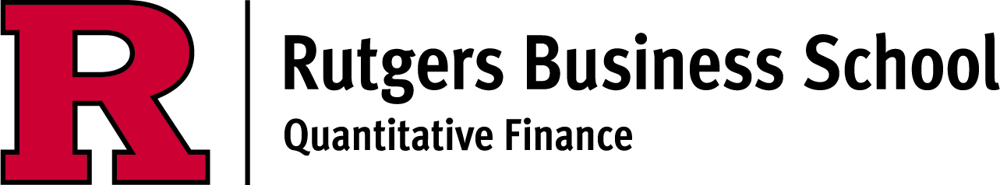 R
Rutgers Business School
Quantitative Finance